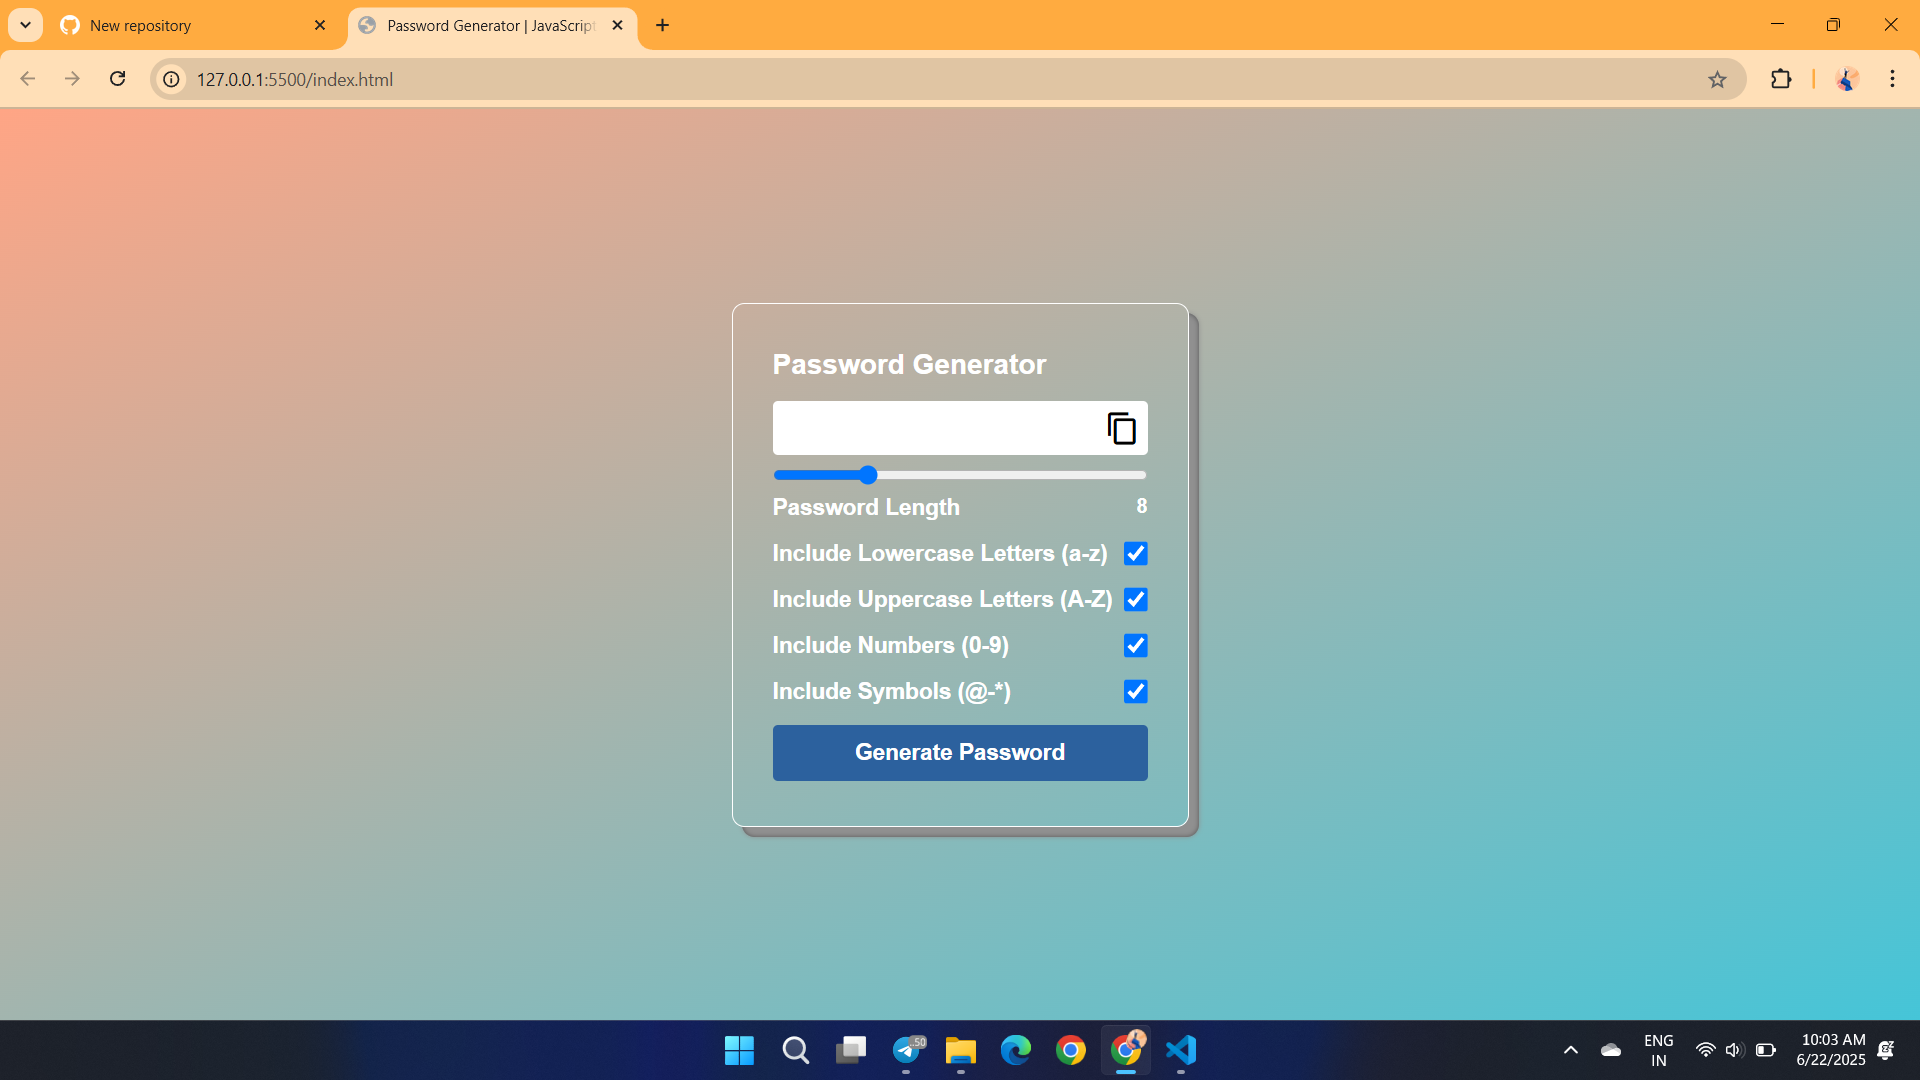 New repository
Password Generator | JavaScript
127.0.0.1:5500/index.html
Password Generator
Password Length 8
Include Lowercase Letters (a-z)
Include Uppercase Letters (A-Z)
Include Numbers (0-9)
Include Symbols (@-*)
Generate Password
..50
ENG
IN
10:03 AM
6/22/2025